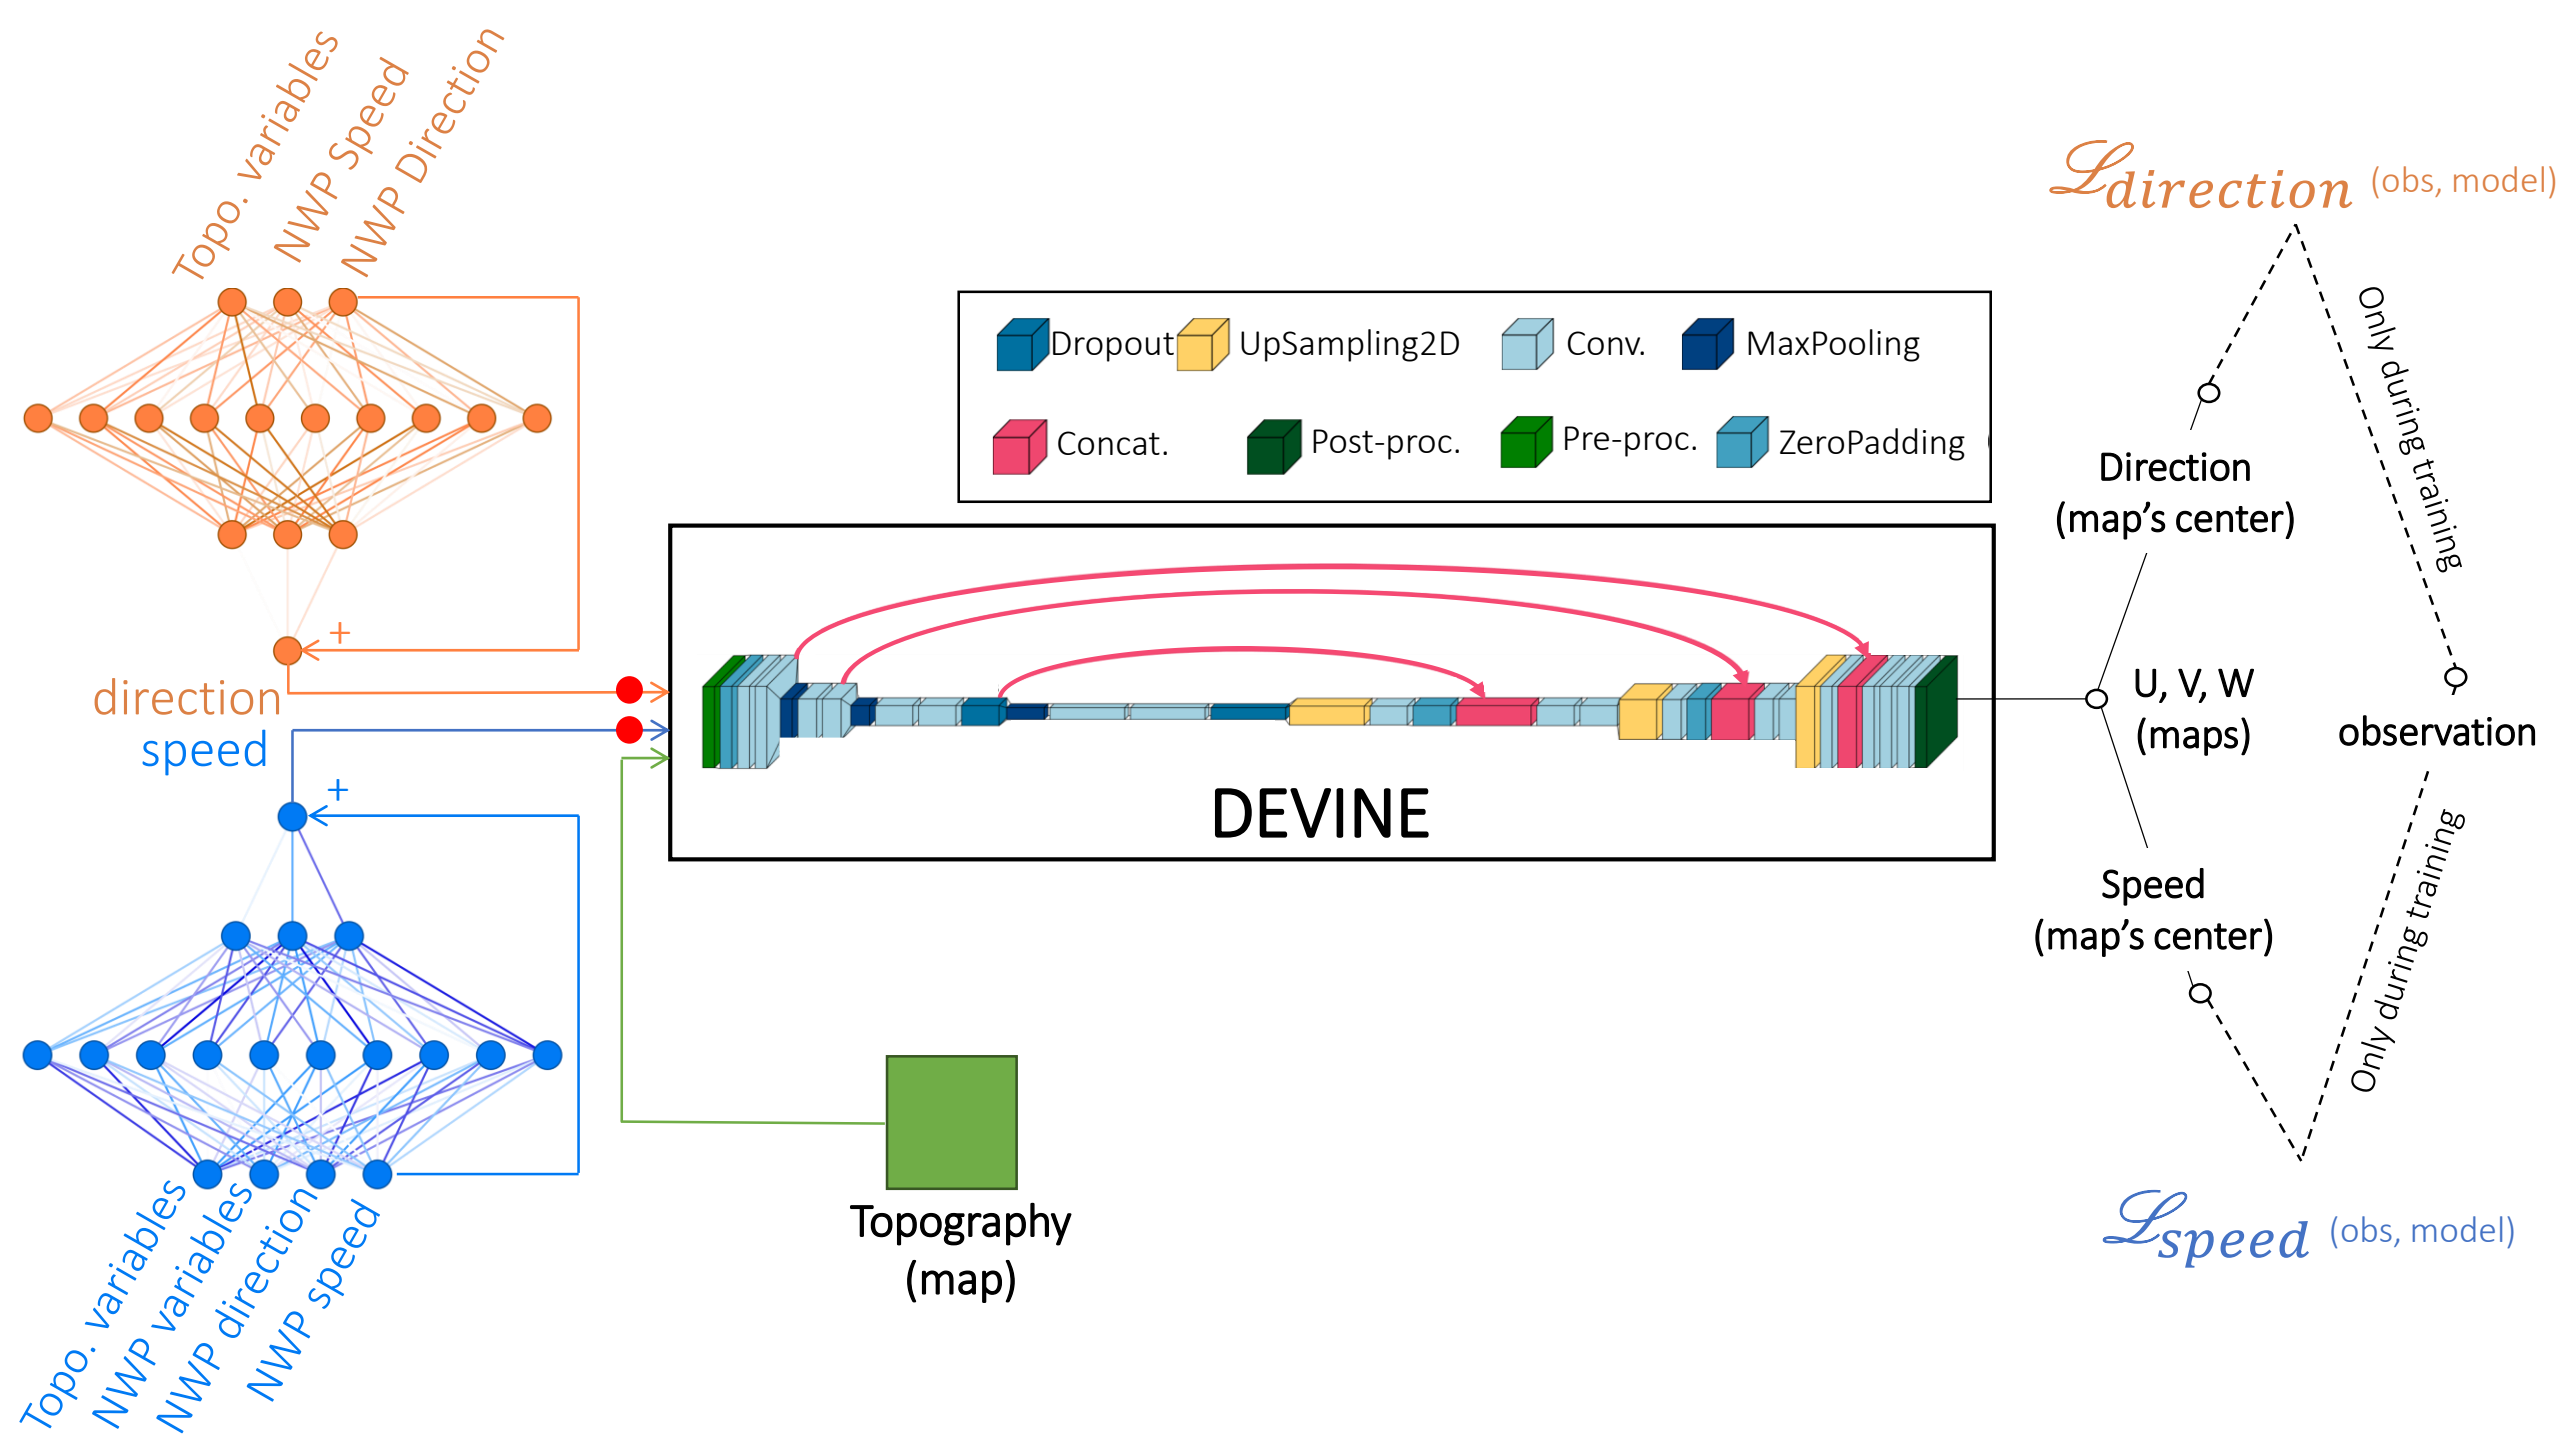 Topo. variables
NWP Speed
NWP Direction
+
direction
speed
+
Topo. variables
NWP variables
NWP direction
NWP speed
Dropout UpSampling2D Conv. MaxPooling
Concat. Post-proc. Pre-proc. ZeroPadding
DEVINE
Topography
(map)
ℒdirection (obs, model)
Only during training
Direction
(map's center)
U, V, W
(maps)
observation
Speed
(map's center)
Only during training
ℒspeed (obs, model)